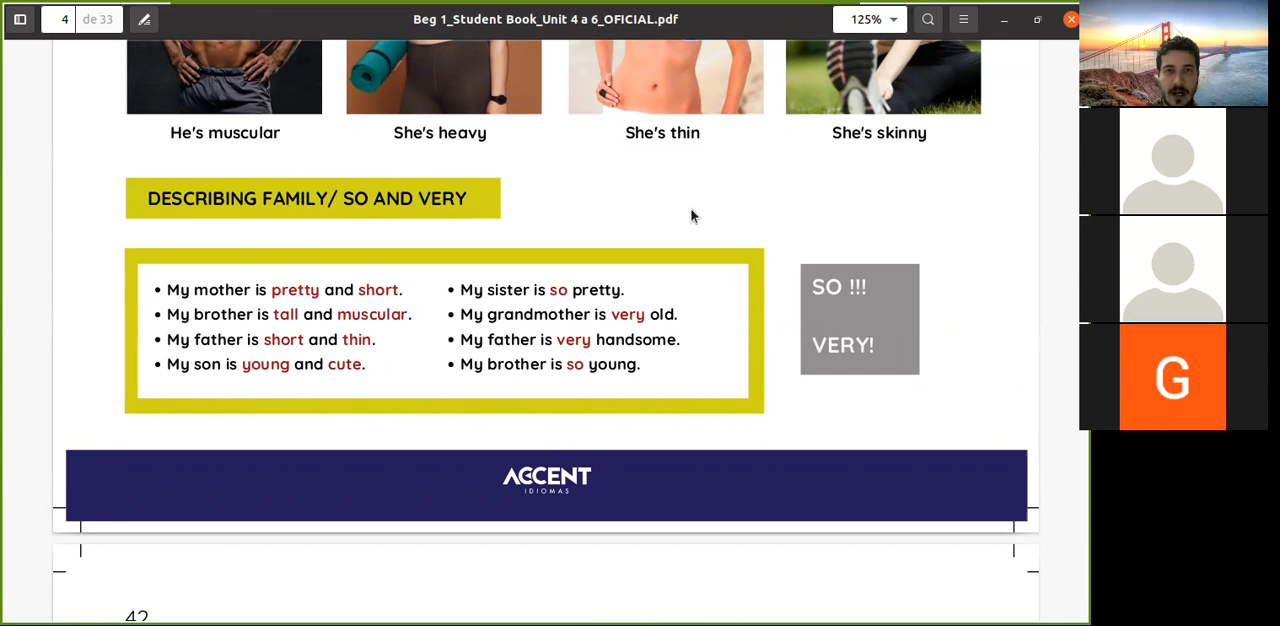 4 de 33
Beg 1_Student Book_Unit 4 a 6_OFICIAL.pdf
125%
He's muscular
She's heavy
She's thin
She's skinny
DESCRIBING FAMILY/ SO AND VERY
• My mother is pretty and short.
• My brother is tall and muscular.
• My father is short and thin.
• My son is young and cute.
• My sister is so pretty.
• My grandmother is very old.
• My father is very handsome.
• My brother is so young.
SO !!!
VERY!
ACCENT
IDIOMAS
42
G